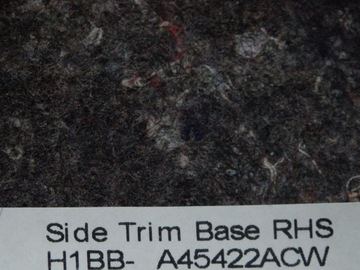 Side Trim Base RHS
H1BB- A45422ACW